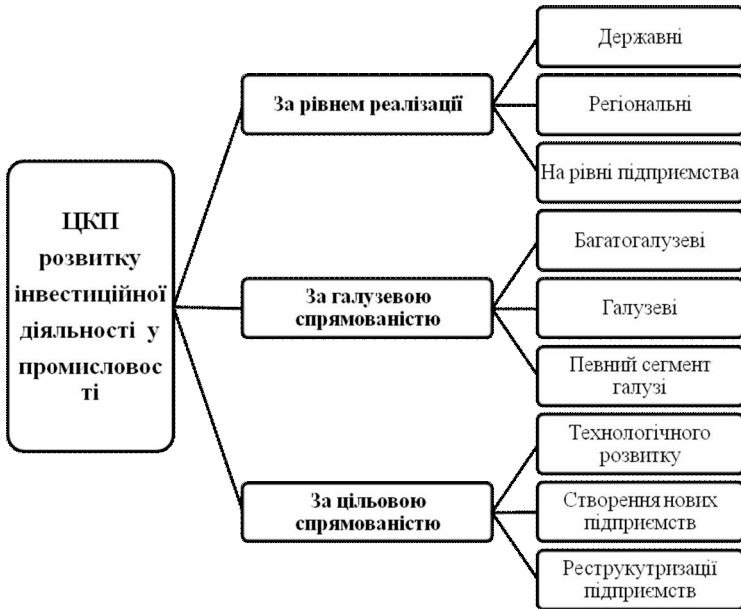 ЦКП
розвитку
інвестиційної
діяльності у
промисловос
ті
За рівнем реалізації
Державні
Регіональні
На рівні підприємства
За галузевою
спрямованістю
Багатогалузеві
Галузеві
Певний сегмент
галузі
За цільовою
спрямованістю
Технологічного
розвитку
Створення нових
підприємств
Реструкутризації
підприємств